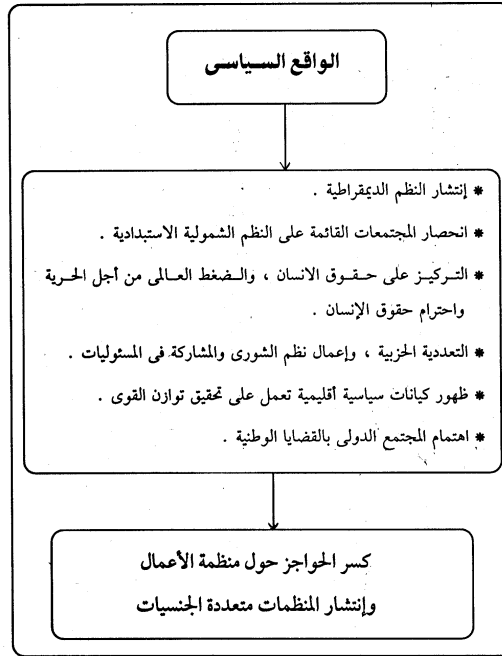 الواقع السياسى
* إنتشار النظم الديمقراطية .
* انحصار المجتمعات القائمة على النظم الشمولية الاستبدادية .
* التركيز على حقوق الانسان ، والضغط العالمى من أجل الحرية
واحترام حقوق الإنسان .
* التعددية الحزبية ، وإعمال نظم الشورى والمشاركة فى المسئوليات .
* ظهور كيانات سياسية أقليمية تعمل على تحقيق توازن القوى .
* اهتمام المجتمع الدولى بالقضايا الوطنية .
كسر الحواجز حول منظمة الأعمال
وإنتشار المنظمات متعددة الجنسيات